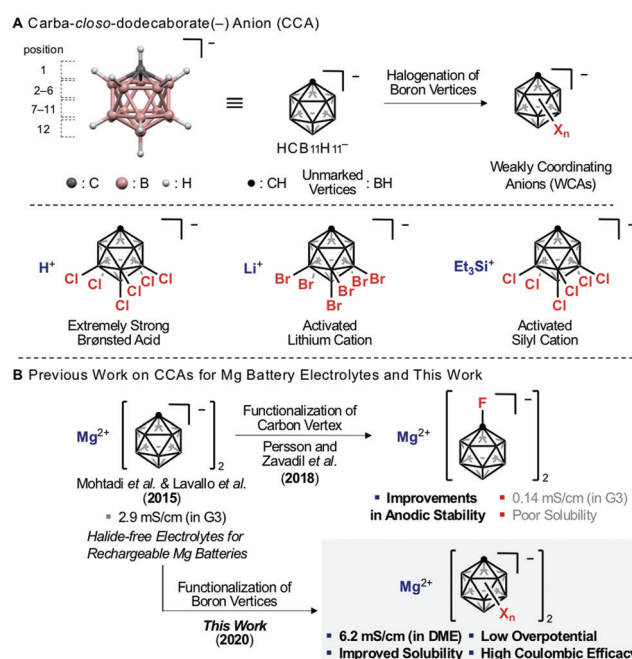 A Carba-closo-dodecaborate(–) Anion (CCA)
position
1
2–6
7–11
12
–
≡
HCB₁₁H₁₁⁻
–
Halogenation of
Boron Vertices
–
Xₙ
Weakly Coordinating
Anions (WCAs)
: C : B : H : CH Unmarked Vertices : BH
H⁺
–
Cl Cl Cl Cl Cl Cl
Extremely Strong
Brønsted Acid
Li⁺
–
Br Br Br Br Br Br
Activated
Lithium Cation
Et₃Si⁺
–
Cl Cl Cl Cl Cl Cl
Activated
Silyl Cation
B Previous Work on CCAs for Mg Battery Electrolytes and This Work
Mg²⁺
–
2
Mohtadi et al. & Lavallo et al.
(2015)
2.9 mS/cm (in G3)
Halide-free Electrolytes for
Rechargeable Mg Batteries
Functionalization of
Carbon Vertex
Persson and
Zavadil et al.
(2018)
Mg²⁺
F
–
2
Improvements
in Anodic Stability
0.14 mS/cm (in G3)
Poor Solubility
Functionalization of
Boron Vertices
This Work
(2020)
Mg²⁺
–
Xₙ
2
6.2 mS/cm (in DME) Low Overpotential
Improved Solubility High Coulombic Efficacy